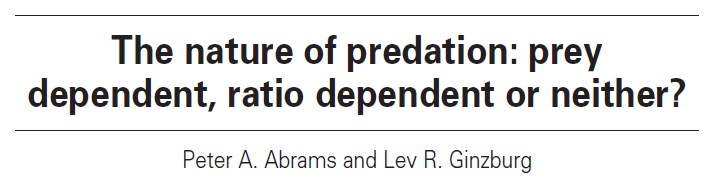 The nature of predation: prey
dependent, ratio dependent or neither?
Peter A. Abrams and Lev R. Ginzburg